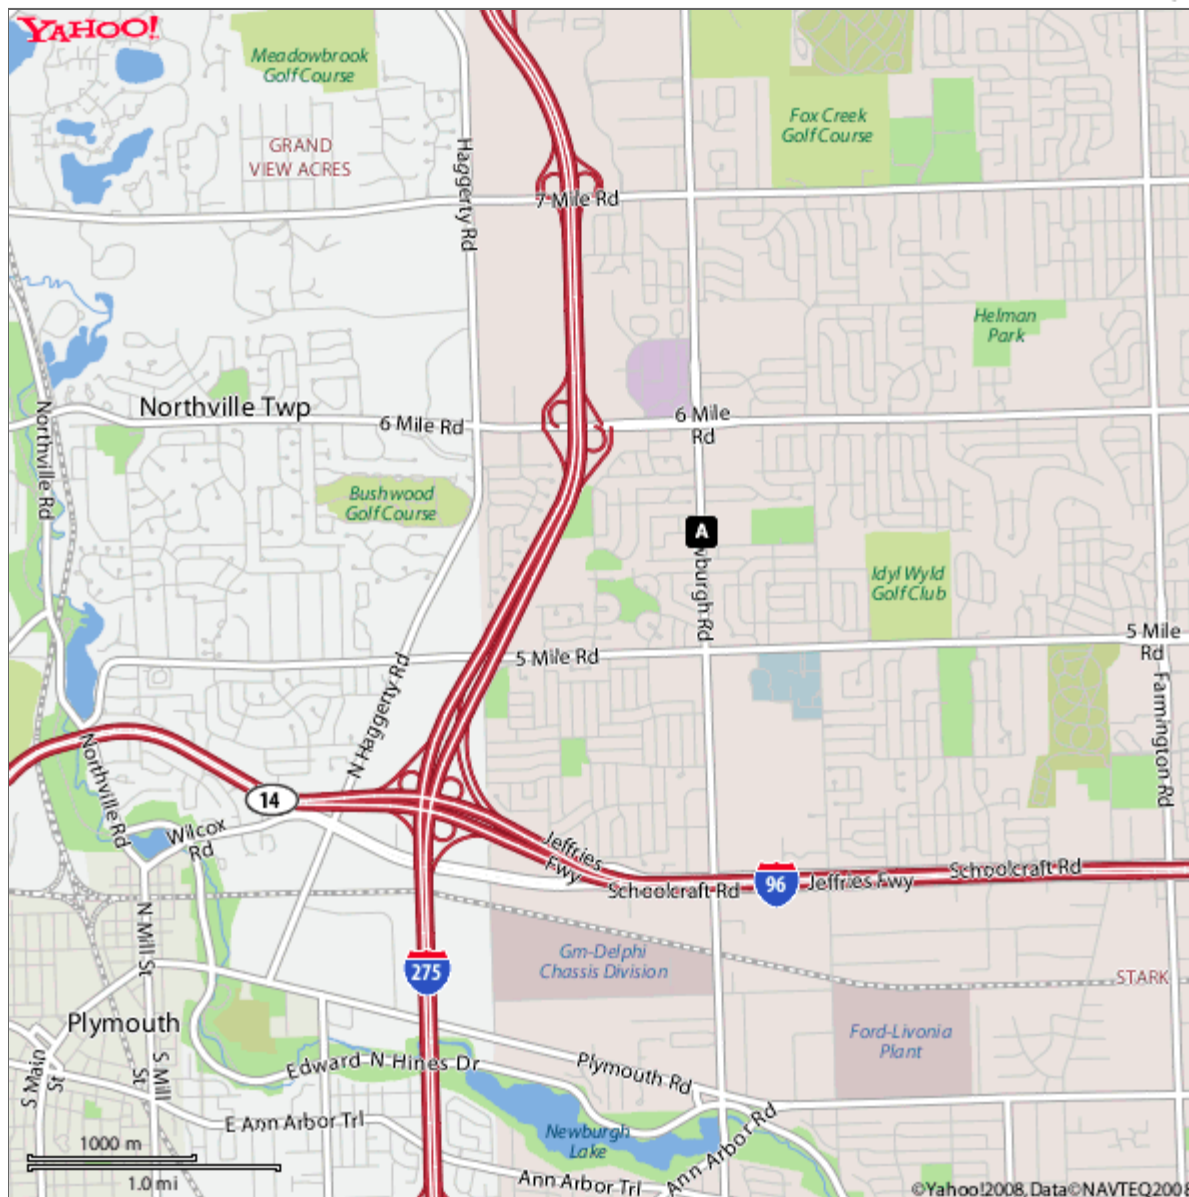 YAHOO!
Meadowbrook
Golf Course
GRAND
VIEW ACRES
Haggerty Rd
Fox Creek
Golf Course
7 Mile Rd
Helman
Park
Northville Twp
6 Mile Rd
6 Mile
Rd
Northville Rd
Bushwood
Golf Course
A
wburgh Rd
Idyl Wyld
Golf Club
5 Mile Rd
5 Mile
Rd
N Haggerty Rd
Farmington Rd
Northville Rd
14
Wilcox
Rd
Jeffries
Fwy
Schoolcraft Rd
96
Jeffries Fwy
Schoolcraft Rd
N Mill St
275
Gm-Delphi
Chassis Division
STARK
Plymouth
Ford-Livonia
Plant
S Main
St
S Mill
St
Edward N Hines Dr
Plymouth Rd
E Ann Arbor Trl
Newburgh
Lake
Ann Arbor Rd
Ann Arbor Trl
1000 m
1.0 mi
©Yahoo!2008, Data©NAVTEQ2008